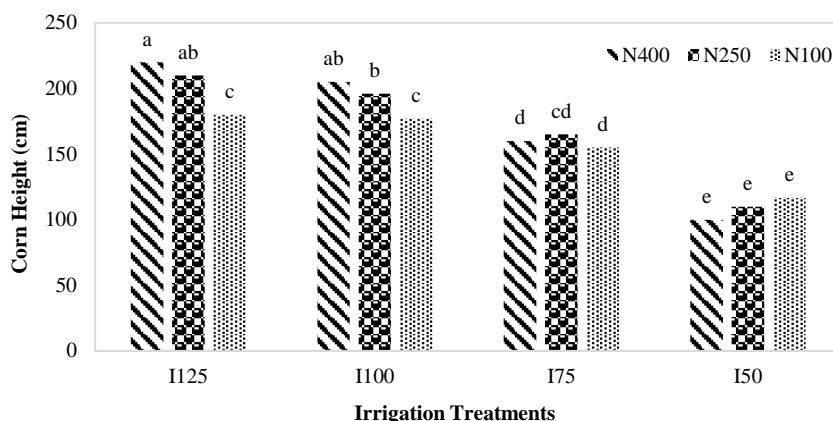 250
200
150
100
50
0
Corn Height (cm)
N400 N250 N100
a ab c
ab b c
d cd d
e e e
I125 I100 I75 I50
Irrigation Treatments